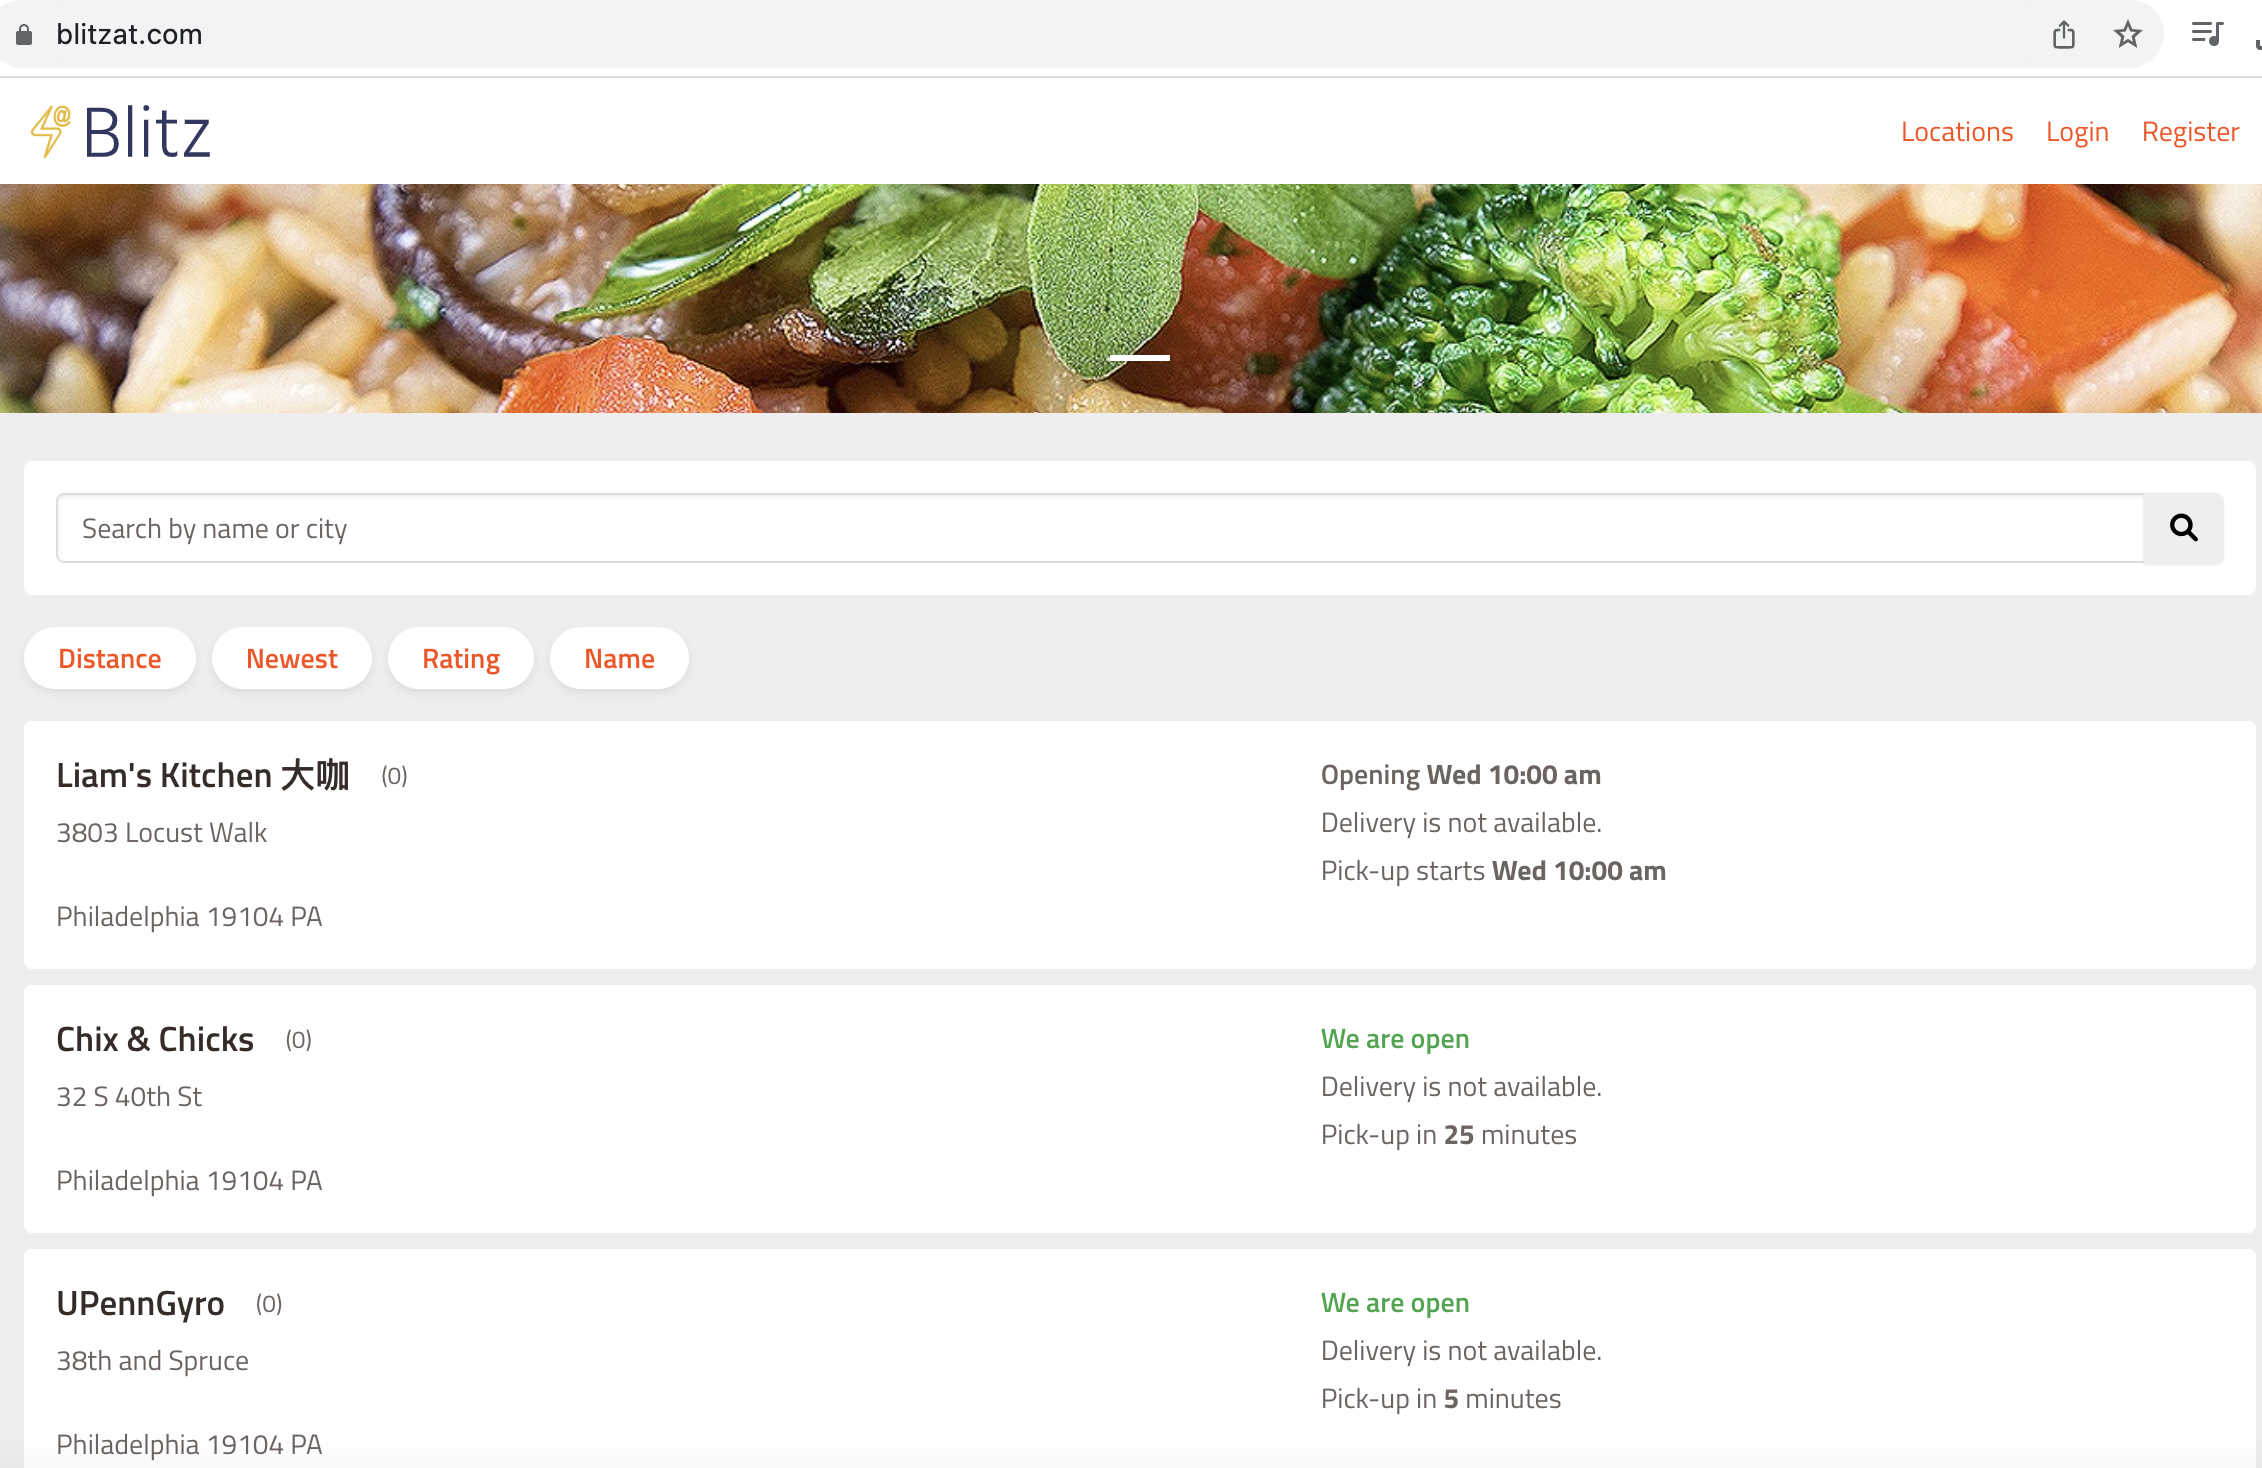 blitzat.com
@ Blitz
Locations Login Register
Search by name or city
Distance Newest Rating Name
Liam's Kitchen 大咖 (0)
Opening Wed 10:00 am
3803 Locust Walk
Delivery is not available.
Pick-up starts Wed 10:00 am
Philadelphia 19104 PA
Chix & Chicks (0)
We are open
32 S 40th St
Delivery is not available.
Pick-up in 25 minutes
Philadelphia 19104 PA
UPennGyro (0)
We are open
38th and Spruce
Delivery is not available.
Pick-up in 5 minutes
Philadelphia 19104 PA